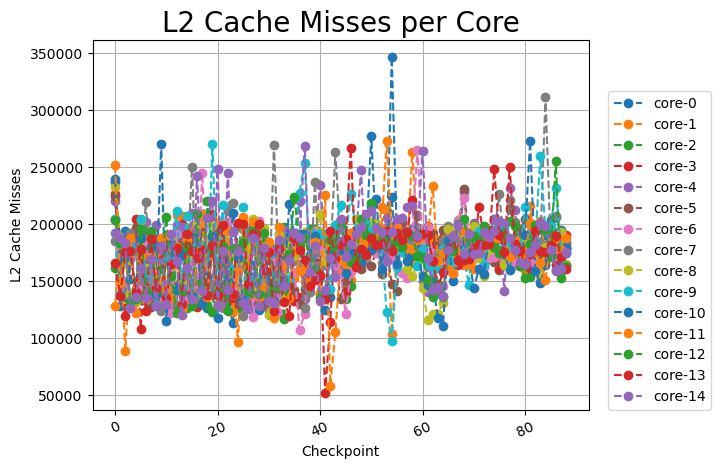 L2 Cache Misses per Core
350000
300000
250000
200000
150000
100000
50000
L2 Cache Misses
0
20
40
60
80
Checkpoint
core-0
core-1
core-2
core-3
core-4
core-5
core-6
core-7
core-8
core-9
core-10
core-11
core-12
core-13
core-14